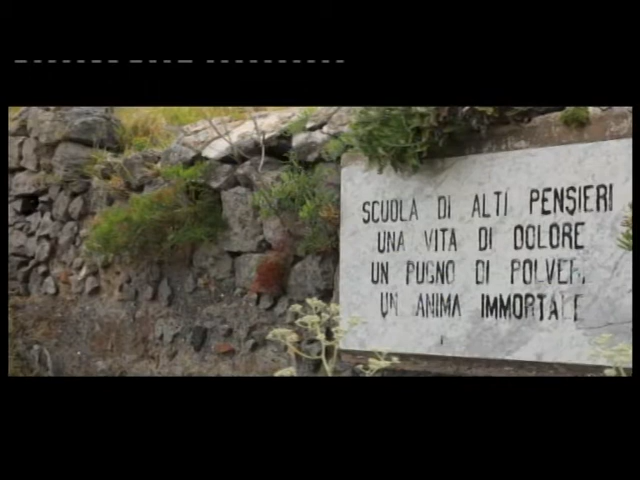 SCUOLA DI ALTI PENSIERI
UNA VITA DI DOLORE
UN PUGNO DI POLVERE
UN ANIMA IMMORTALE